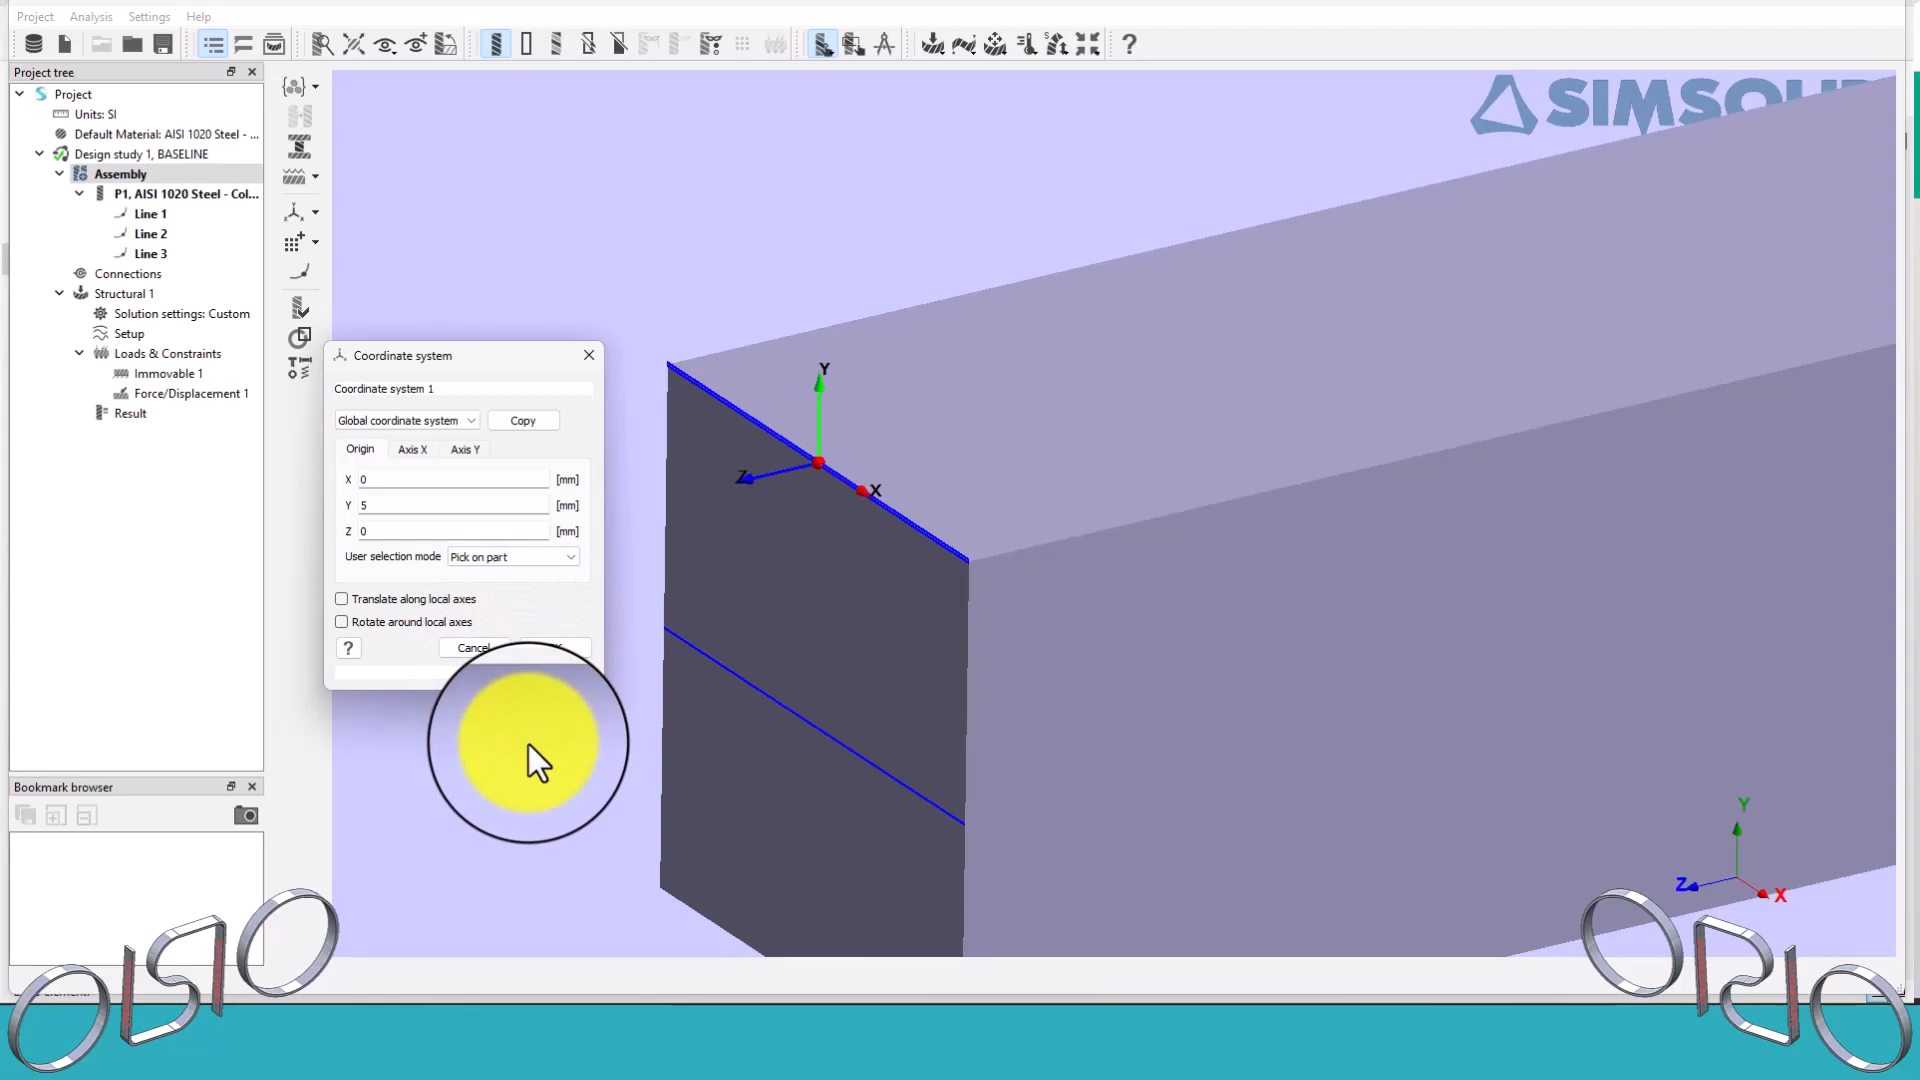 Project Analysis Settings Help
Project tree
Project
Units: SI
Default Material: AISI 1020 Steel - ...
Design study 1, BASELINE
Assembly
P1, AISI 1020 Steel - Col...
Line 1
Line 2
Line 3
Connections
Structural 1
Solution settings: Custom
Setup
Loads & Constraints
Immovable 1
Force/Displacement 1
Result
Bookmark browser
Coordinate system
Coordinate system 1
Global coordinate system Copy
Origin Axis X Axis Y
X 0 [mm]
Y 5 [mm]
Z 0 [mm]
User selection mode Pick on part
Translate along local axes
Rotate around local axes
? Cancel
Y
Z
X
Y
Z
X